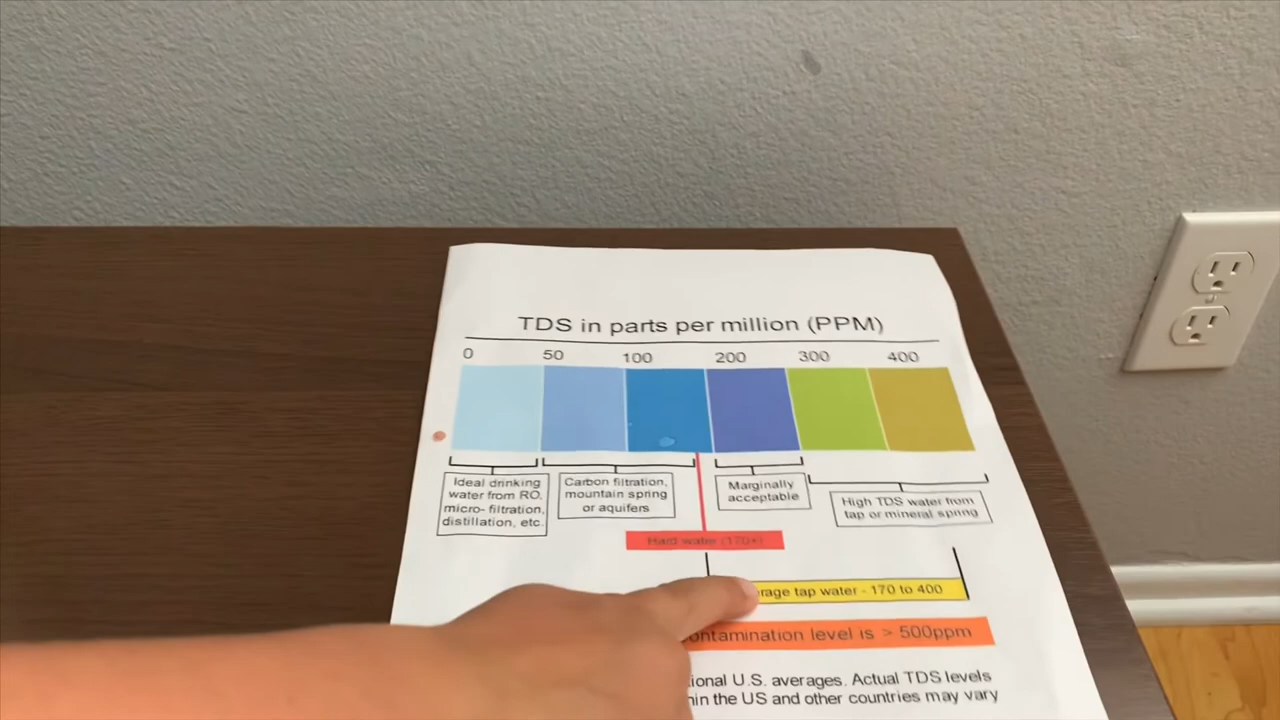 TDS in parts per million (PPM)
0 50 100 200 300 400
Ideal drinking
water from RO,
micro- filtration,
distillation, etc.
Carbon filtration,
mountain spring
or aquifers
Marginally
acceptable
High TDS water from
tap or mineral spring
Hard water (170+)
erage tap water - 170 to 400
ontamination level is > 500ppm
ional U.S. averages. Actual TDS levels
hin the US and other countries may vary